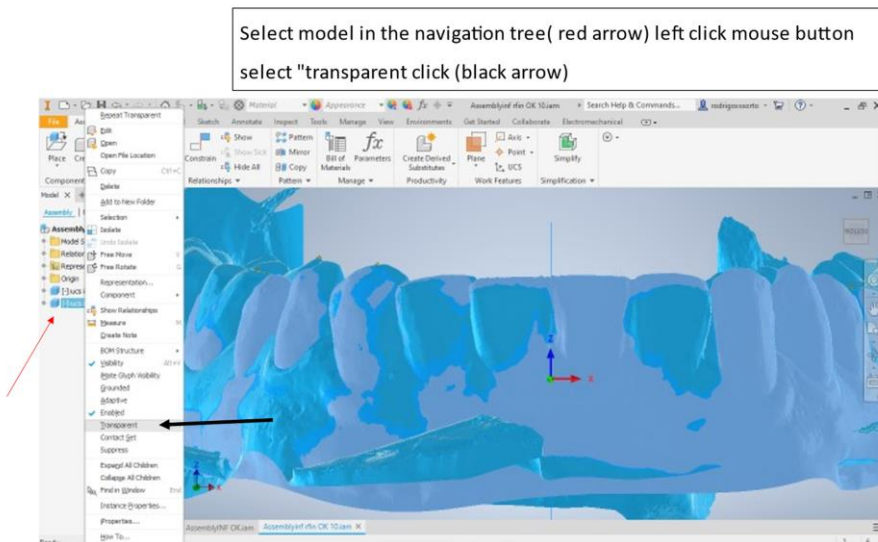 Select model in the navigation tree( red arrow) left click mouse button
select "transparent click (black arrow)
Material
Appearance
Search Help & Commands...
File
Sketch Annotate Inspect Tools Manage View Environments Get Started Collaborate Electromechanical
Place
Constrain
Show
Show Sick
Hide All
Pattern
Mirror
Copy
Bill of Materials
Parameters
Create Derived Substitutes
Plane
Axis
Point
UCS
Simplify
Relationships
Pattern
Manage
Productivity
Work Features
Simplification
Model
Assembly
Origin
Repeat Transparent
Edit
Open
Open File Location
Copy Ctrl+C
Delete
Add to New Folder
Selection
Isolate
Undo Isolate
Free Move V
Free Rotate G
Representation...
Component
Show Relationships
Measure M
Create Note
BOM Structure
Visibility Alt+V
iMate Glyph Visibility
Grounded
Adaptive
Enabled
Transparent
Contact Set
Suppress
Expand All Children
Collapse All Children
Find in Window End
Instance Properties...
iProperties...
How To...
Z
X
Z
X